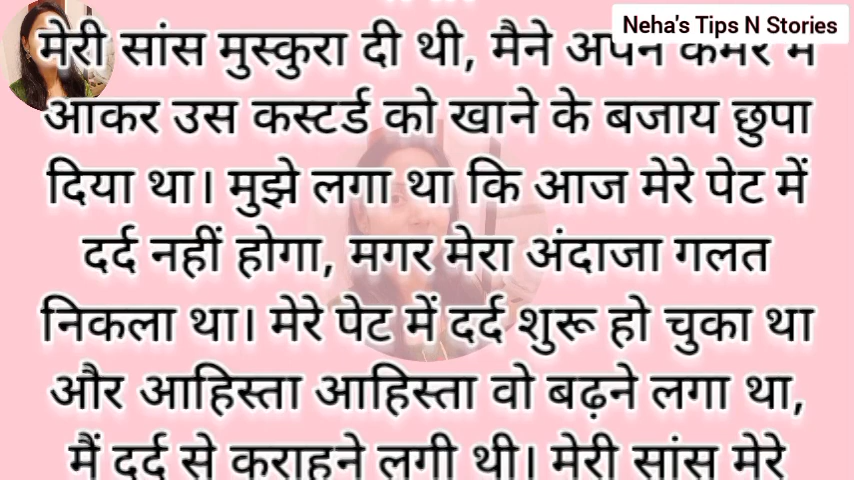 Neha's Tips N Stories
मेरी सांस मुस्कुरा दी थी, मैने अपने कमरे में
आकर उस कस्टर्ड को खाने के बजाय छुपा
दिया था। मुझे लगा था कि आज मेरे पेट में
दर्द नहीं होगा, मगर मेरा अंदाजा गलत
निकला था। मेरे पेट में दर्द शुरू हो चुका था
और आहिस्ता आहिस्ता वो बढ़ने लगा था,
मैं दर्द से कराहने लगी थी। मेरी सांस मेरे